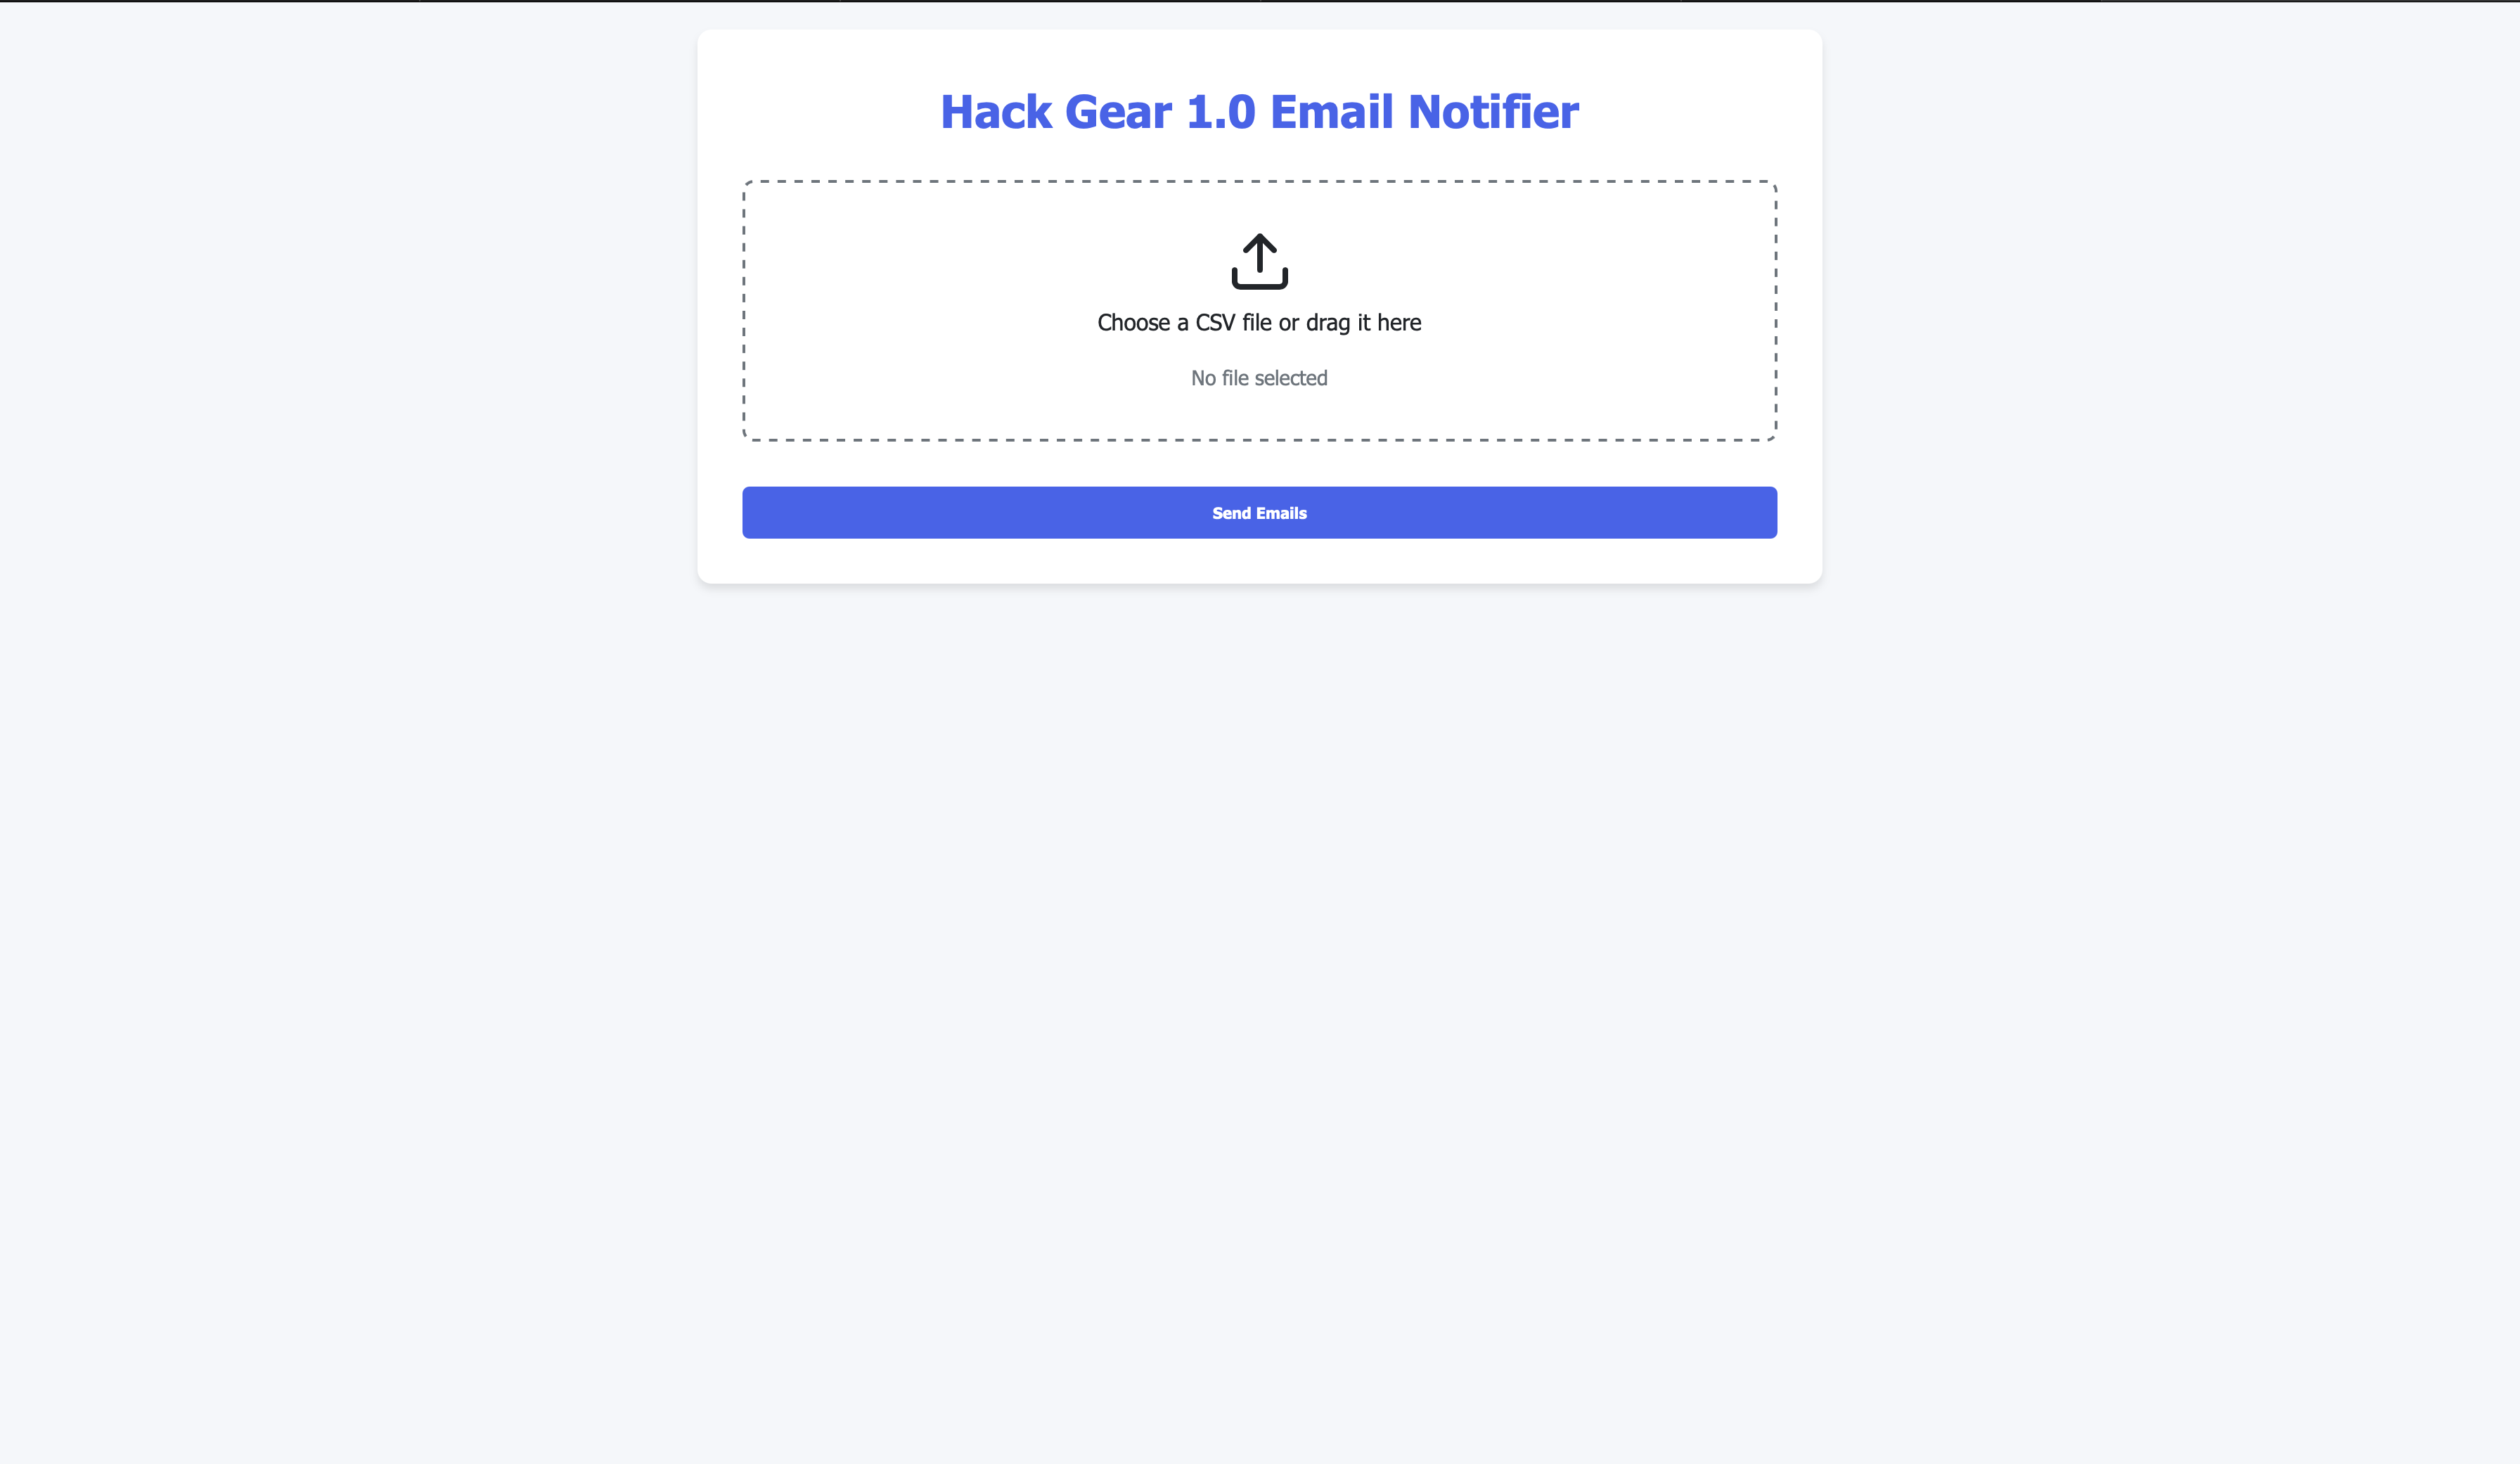 Hack Gear 1.0 Email Notifier
Choose a CSV file or drag it here
No file selected
Send Emails